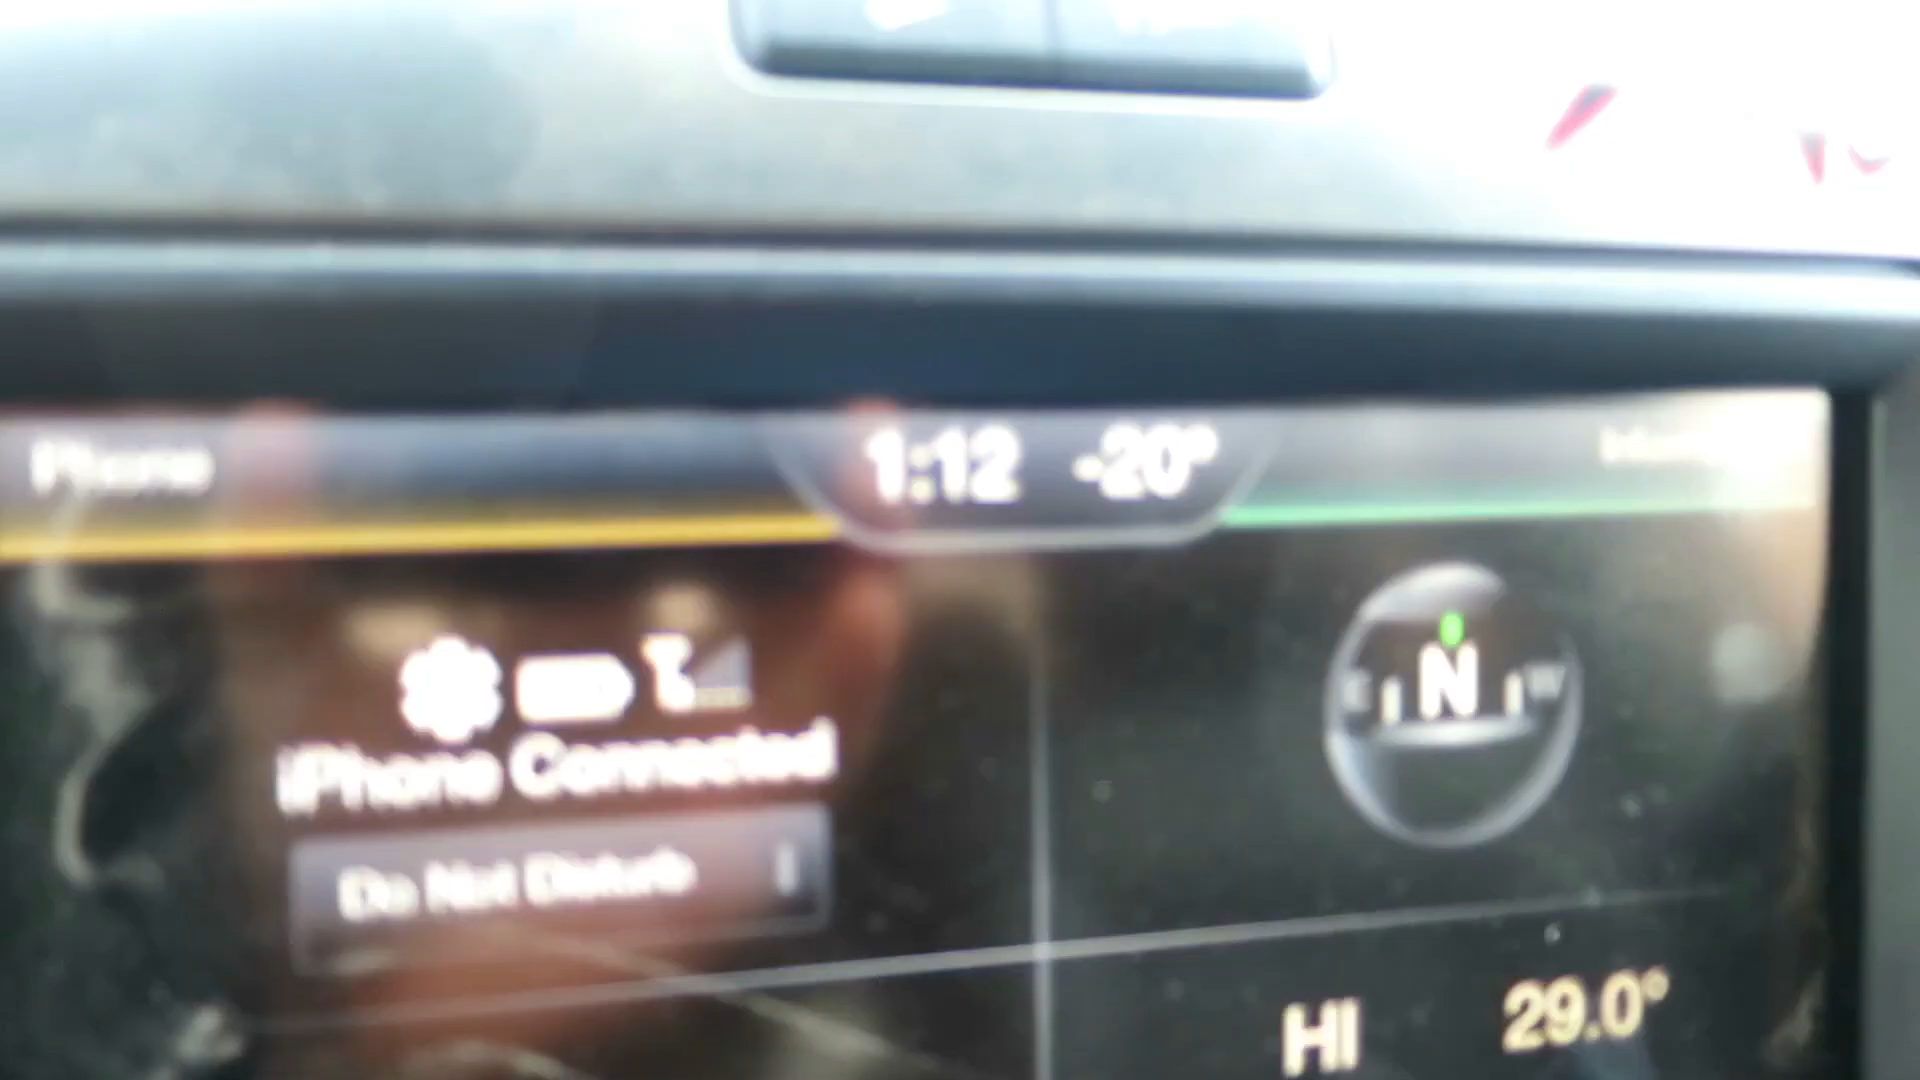 Phone
1:12 -20°
iPhone Connected
Do Not Disturb
E N W
HI 29.0°